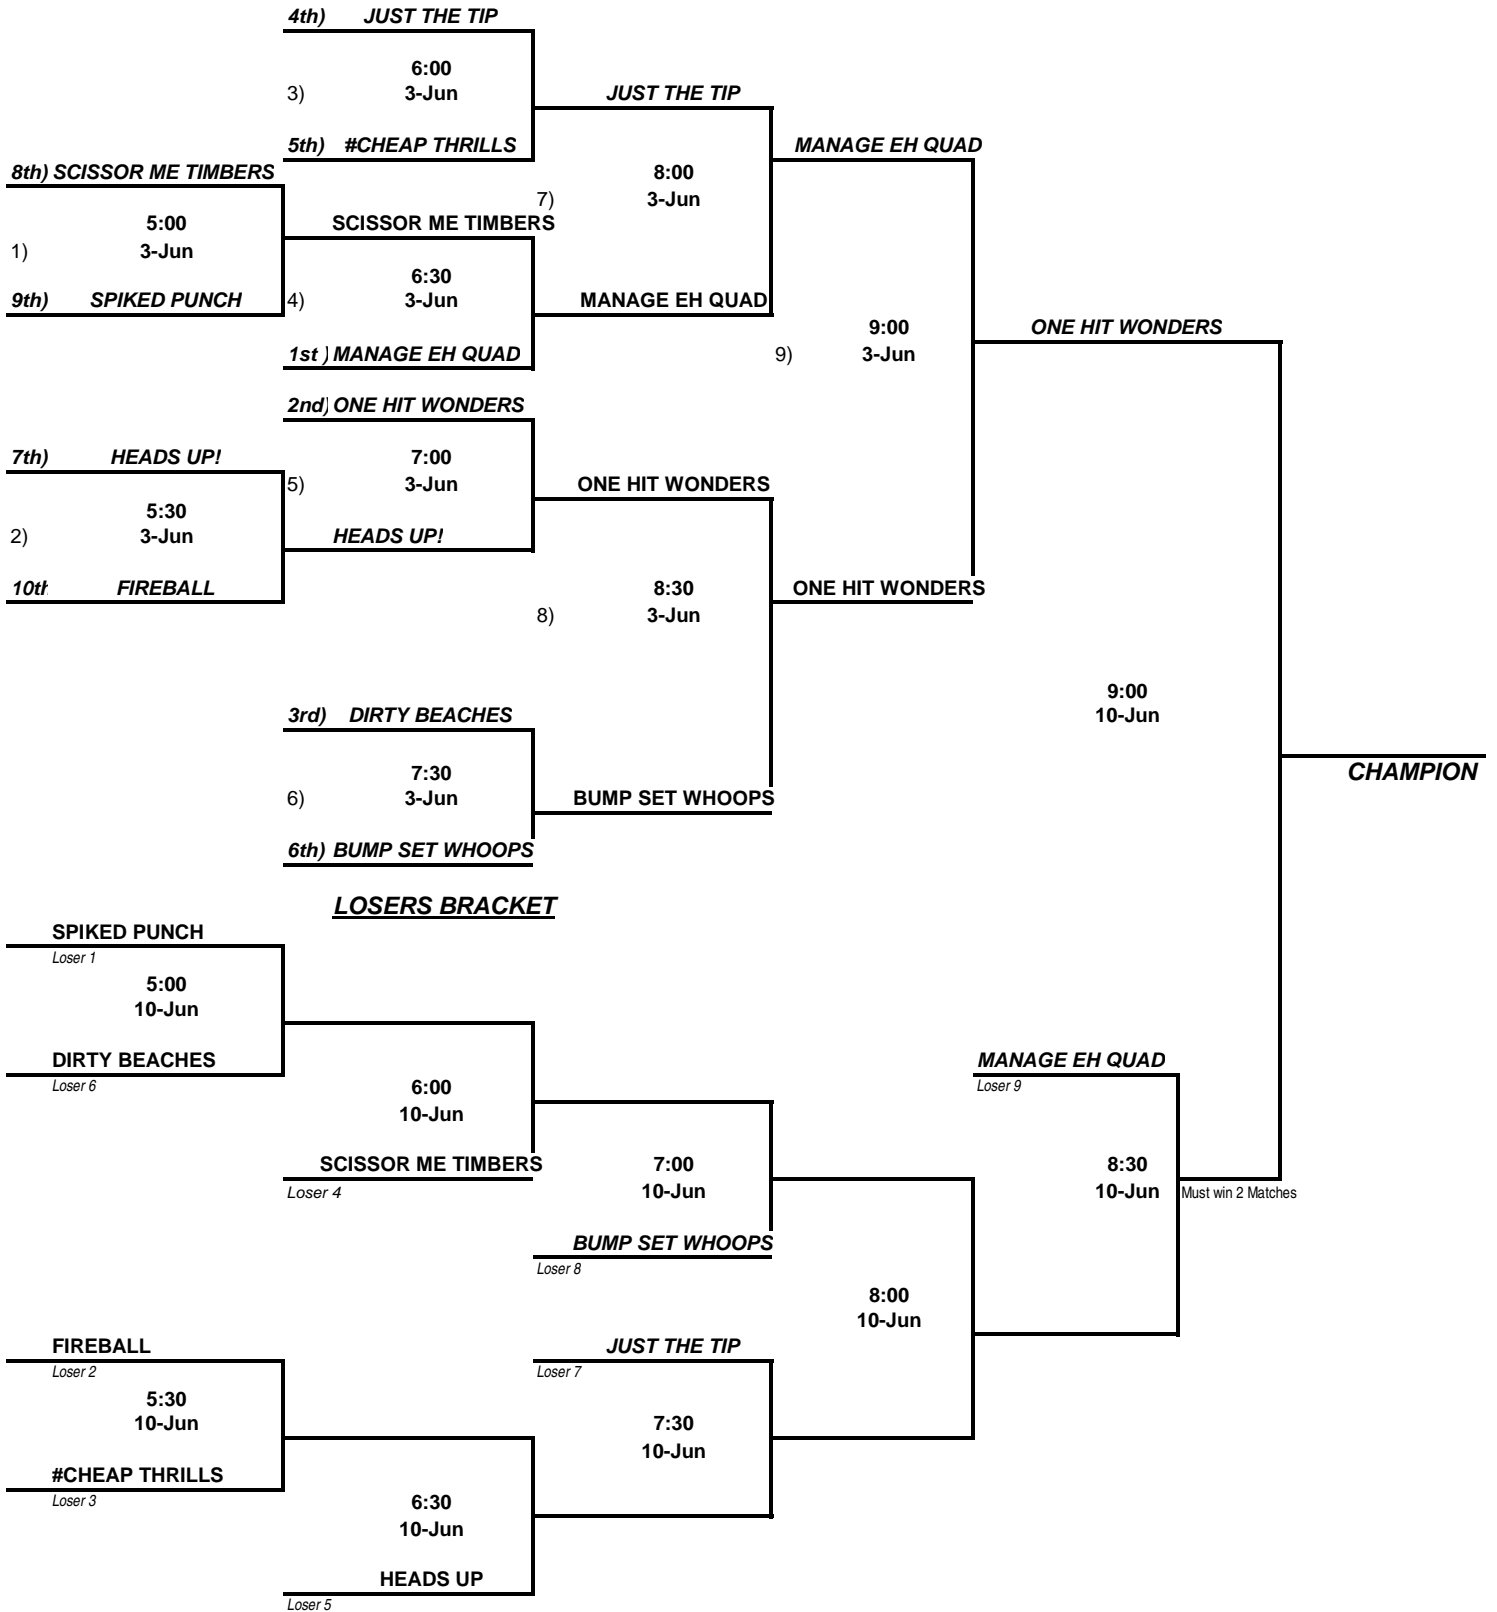 4th) JUST THE TIP
6:00
3) 3-Jun
JUST THE TIP
5th) #CHEAP THRILLS
MANAGE EH QUAD
8th) SCISSOR ME TIMBERS
8:00
7) 3-Jun
5:00
SCISSOR ME TIMBERS
1) 3-Jun
6:30
9th) SPIKED PUNCH
4) 3-Jun
MANAGE EH QUAD
9:00
ONE HIT WONDERS
1st ) MANAGE EH QUAD
9) 3-Jun
2nd) ONE HIT WONDERS
7th) HEADS UP!
7:00
5) 3-Jun
ONE HIT WONDERS
5:30
2) 3-Jun
HEADS UP!
10th FIREBALL
8:30
ONE HIT WONDERS
8) 3-Jun
9:00
10-Jun
3rd) DIRTY BEACHES
7:30
CHAMPION
6) 3-Jun
BUMP SET WHOOPS
6th) BUMP SET WHOOPS
LOSERS BRACKET
SPIKED PUNCH
Loser 1
5:00
10-Jun
DIRTY BEACHES
MANAGE EH QUAD
Loser 6
Loser 9
6:00
10-Jun
SCISSOR ME TIMBERS
7:00
8:30
Loser 4
10-Jun
10-Jun
Must win 2 Matches
BUMP SET WHOOPS
Loser 8
8:00
10-Jun
FIREBALL
JUST THE TIP
Loser 2
Loser 7
5:30
10-Jun
7:30
10-Jun
#CHEAP THRILLS
Loser 3
6:30
10-Jun
HEADS UP
Loser 5